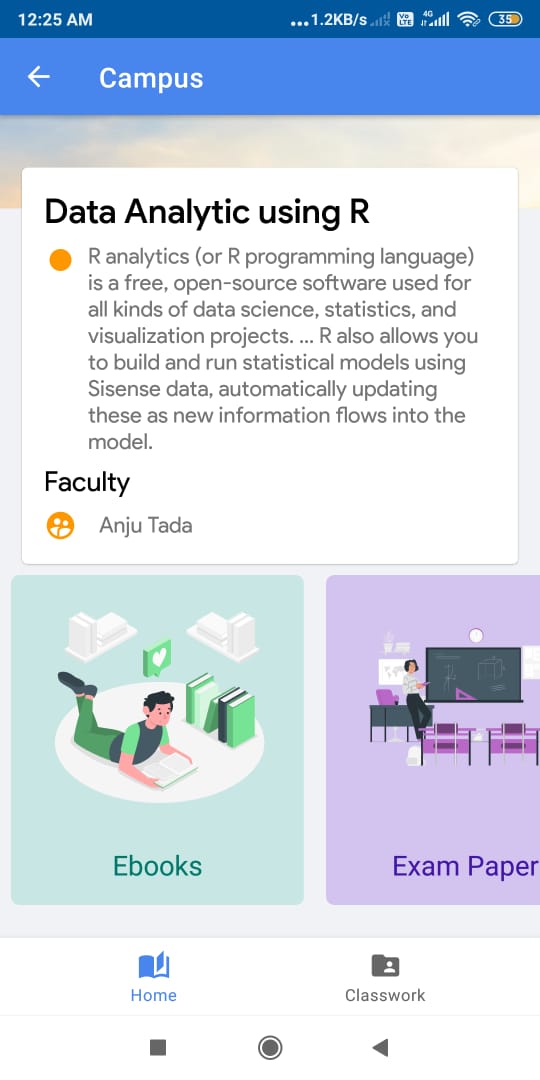 12:25 AM
...1.2KB/s
Vo
LTE
4G
35
Campus
Data Analytic using R
R analytics (or R programming language)
is a free, open-source software used for
all kinds of data science, statistics, and
visualization projects. ... R also allows you
to build and run statistical models using
Sisense data, automatically updating
these as new information flows into the
model.
Faculty
Anju Tada
Ebooks
Exam Paper
Home
Classwork